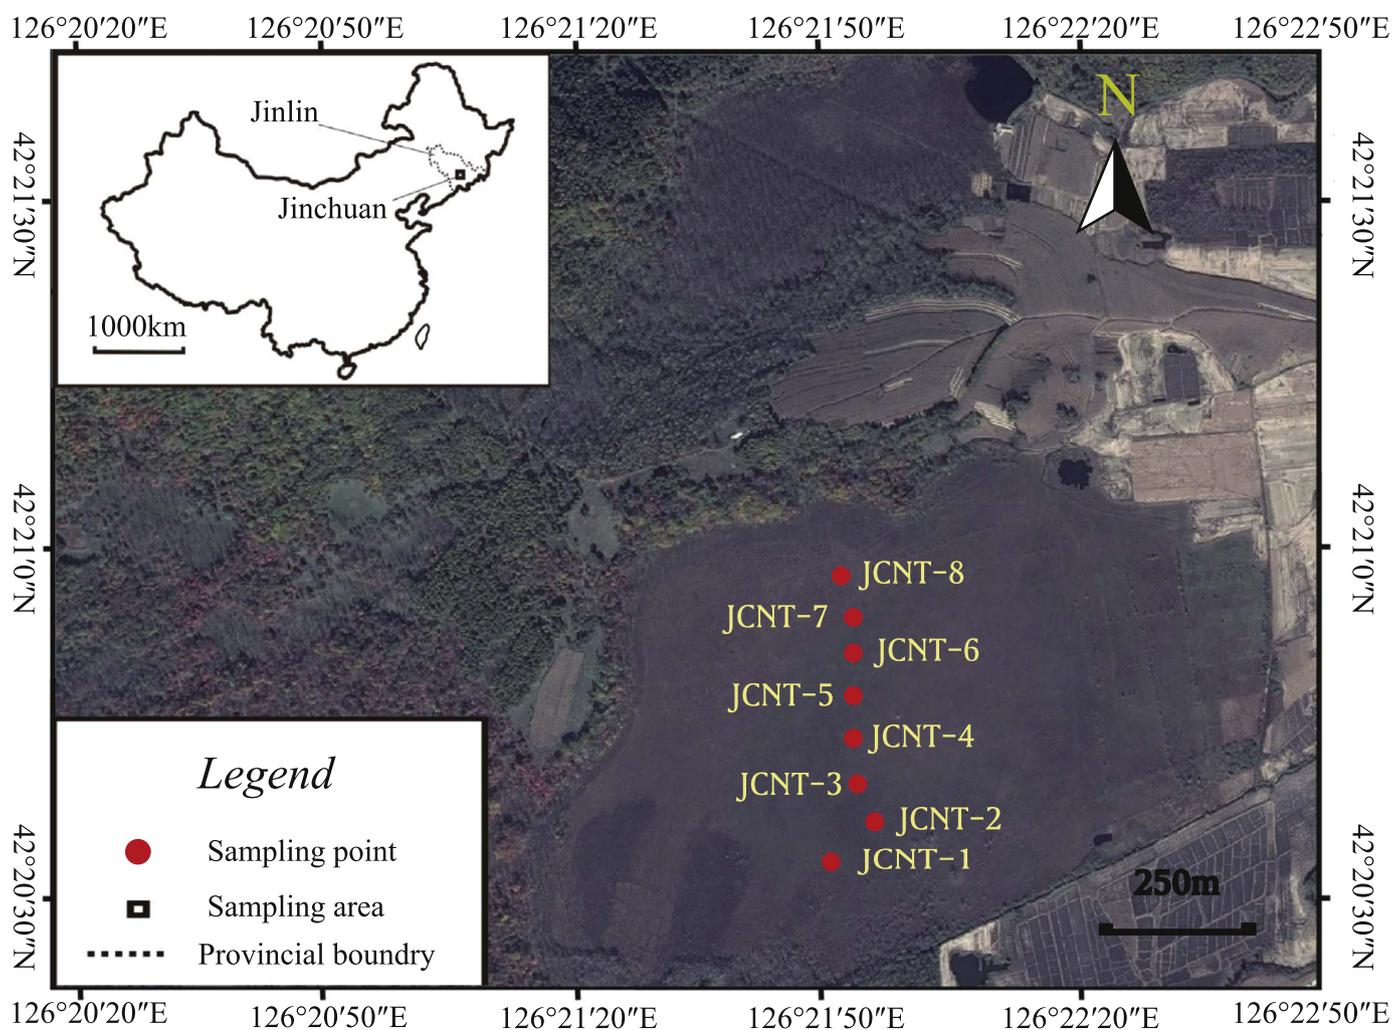 126°20′20″E 126°20′50″E 126°21′20″E 126°21′50″E 126°22′20″E 126°22′50″E
N
Jinlin
Jinchuan
1000km
42°21′30″N
42°21′30″N
42°21′0″N
42°21′0″N
JCNT-8
JCNT-7
JCNT-6
JCNT-5
JCNT-4
JCNT-3
JCNT-2
JCNT-1
250m
42°20′30″N
42°20′30″N
Legend
Sampling point
Sampling area
Provincial boundry
126°20′20″E 126°20′50″E 126°21′20″E 126°21′50″E 126°22′20″E 126°22′50″E